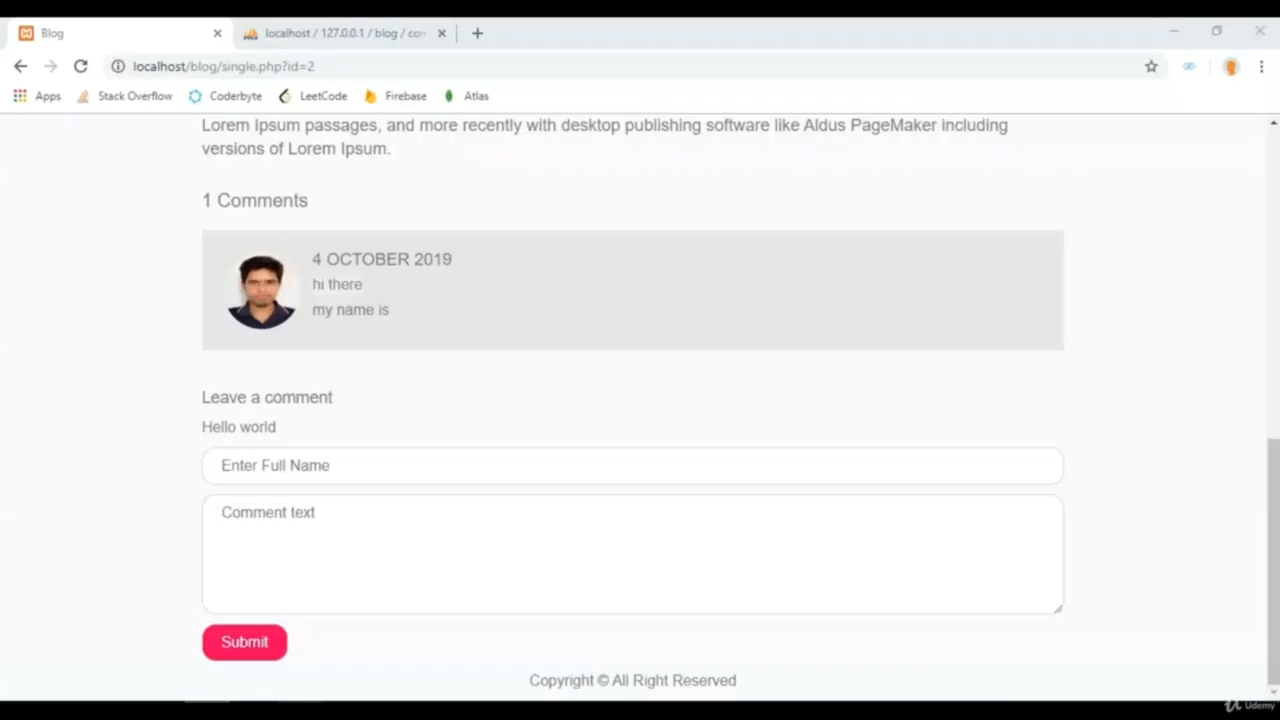 Blog
localhost / 127.0.0.1 / blog / con
localhost/blog/single.php?id=2
Apps
Stack Overflow
Coderbyte
LeetCode
Firebase
Atlas
Lorem Ipsum passages, and more recently with desktop publishing software like Aldus PageMaker including
versions of Lorem Ipsum.
1 Comments
4 OCTOBER 2019
hi there
my name is
Leave a comment
Hello world
Enter Full Name
Comment text
Submit
Copyright © All Right Reserved
Udemy